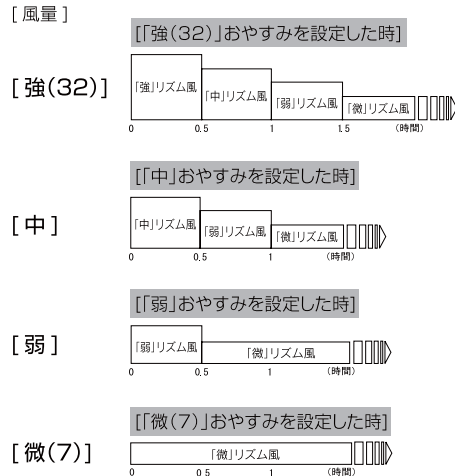 [ 風量 ]
[「強(32)」おやすみを設定した時]
[ 強(32)]
「強」リズム風 「中」リズム風 「弱」リズム風 「微」リズム風
0 0.5 1 1.5 (時間)
[「中」おやすみを設定した時]
[ 中 ]
「中」リズム風 「弱」リズム風 「微」リズム風
0 0.5 1 (時間)
[「弱」おやすみを設定した時]
[ 弱 ]
「弱」リズム風 「微」リズム風
0 0.5 1 (時間)
[「微(7)」おやすみを設定した時]
[ 微(7)]
「微」リズム風
0 0.5 1 (時間)